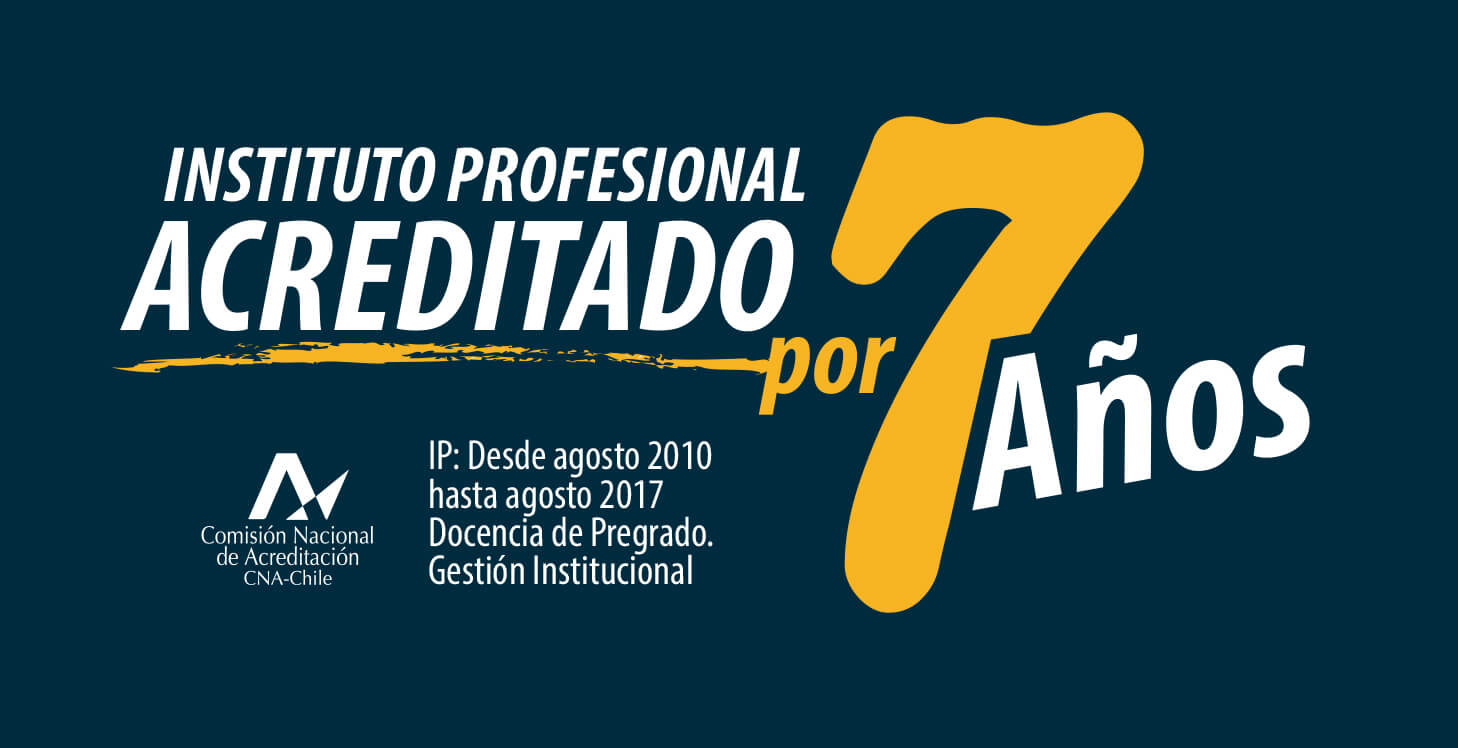 INSTITUTO PROFESIONAL
ACREDITADO
por 7 Años
IP: Desde agosto 2010
hasta agosto 2017
Docencia de Pregrado.
Gestión Institucional
Comisión Nacional
de Acreditación
CNA-Chile